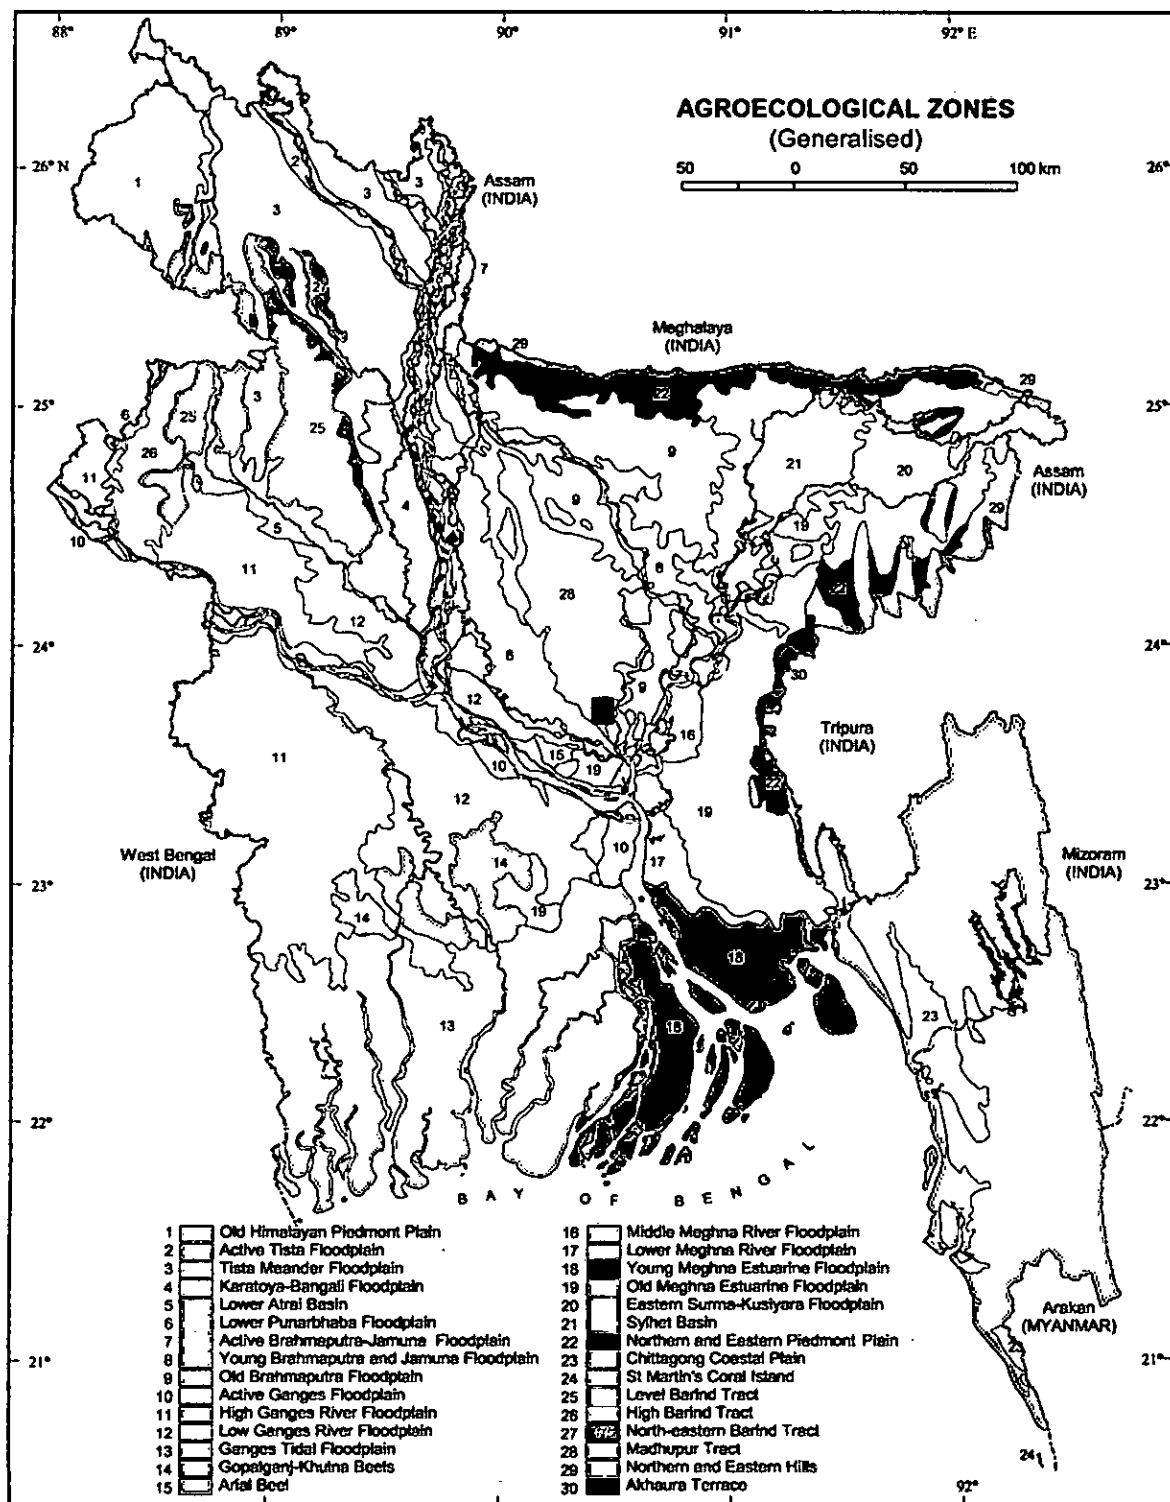 88° 89° 90° 91° 92° E
AGROECOLOGICAL ZONES
(Generalised)
50 0 50 100 km
26° N 26°
Assam
(INDIA)
Meghalaya
(INDIA)
25° 25°
Assam
(INDIA)
24° 24°
Tripura
(INDIA)
West Bengal
(INDIA)
Mizoram
(INDIA)
23° 23°
22° 22°
BAY OF BENGAL
Arakan
(MYANMAR)
21° 21°
92°
1 Old Himalayan Piedmont Plain
2 Active Tista Floodplain
3 Tista Meander Floodplain
4 Karatoya-Bangali Floodplain
5 Lower Atrai Basin
6 Lower Punarbhaba Floodplain
7 Active Brahmaputra-Jamuna Floodplain
8 Young Brahmaputra and Jamuna Floodplain
9 Old Brahmaputra Floodplain
10 Active Ganges Floodplain
11 High Ganges River Floodplain
12 Low Ganges River Floodplain
13 Ganges Tidal Floodplain
14 Gopalganj-Khulna Beels
15 Arial Beel
16 Middle Meghna River Floodplain
17 Lower Meghna River Floodplain
18 Young Meghna Estuarine Floodplain
19 Old Meghna Estuarine Floodplain
20 Eastern Surma-Kusiyara Floodplain
21 Sylhet Basin
22 Northern and Eastern Piedmont Plain
23 Chittagong Coastal Plain
24 St Martin's Coral Island
25 Level Barind Tract
26 High Barind Tract
27 North-eastern Barind Tract
28 Madhupur Tract
29 Northern and Eastern Hills
30 Akhaura Terrace